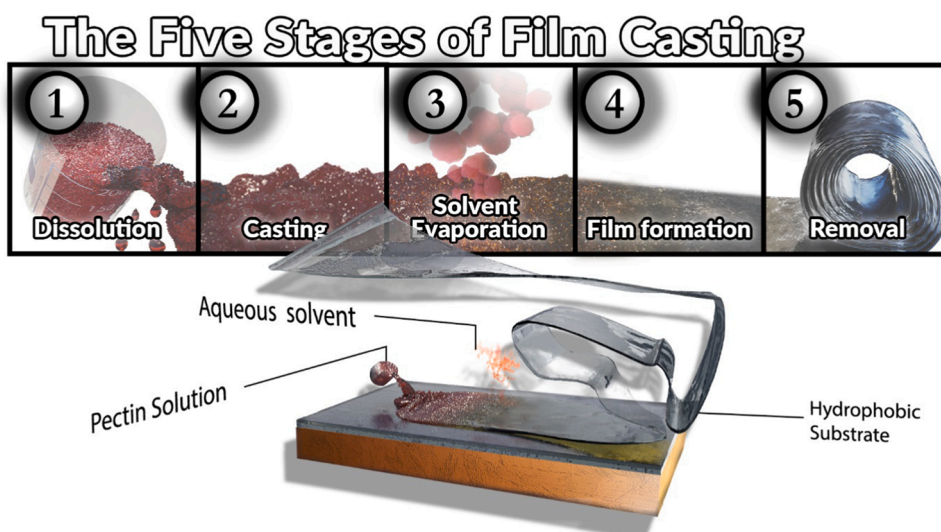 The Five Stages of Film Casting
1
2
3
4
5
Dissolution
Casting
Solvent
Evaporation
Film formation
Removal
Aqueous solvent
Pectin Solution
Hydrophobic
Substrate